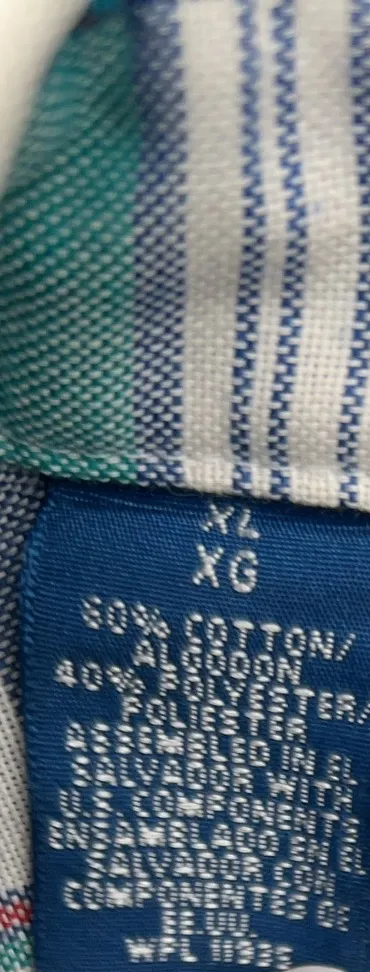 XL
XG
60% COTTON/
ALGODON
40% POLYESTER/
POLIESTER
ASSEMBLED IN EL
SALVADOR WITH
U.S. COMPONENTS
ENSAMBLADO EN EL
SALVADOR CON
COMPONENTES DE
EE.UU.
WPL